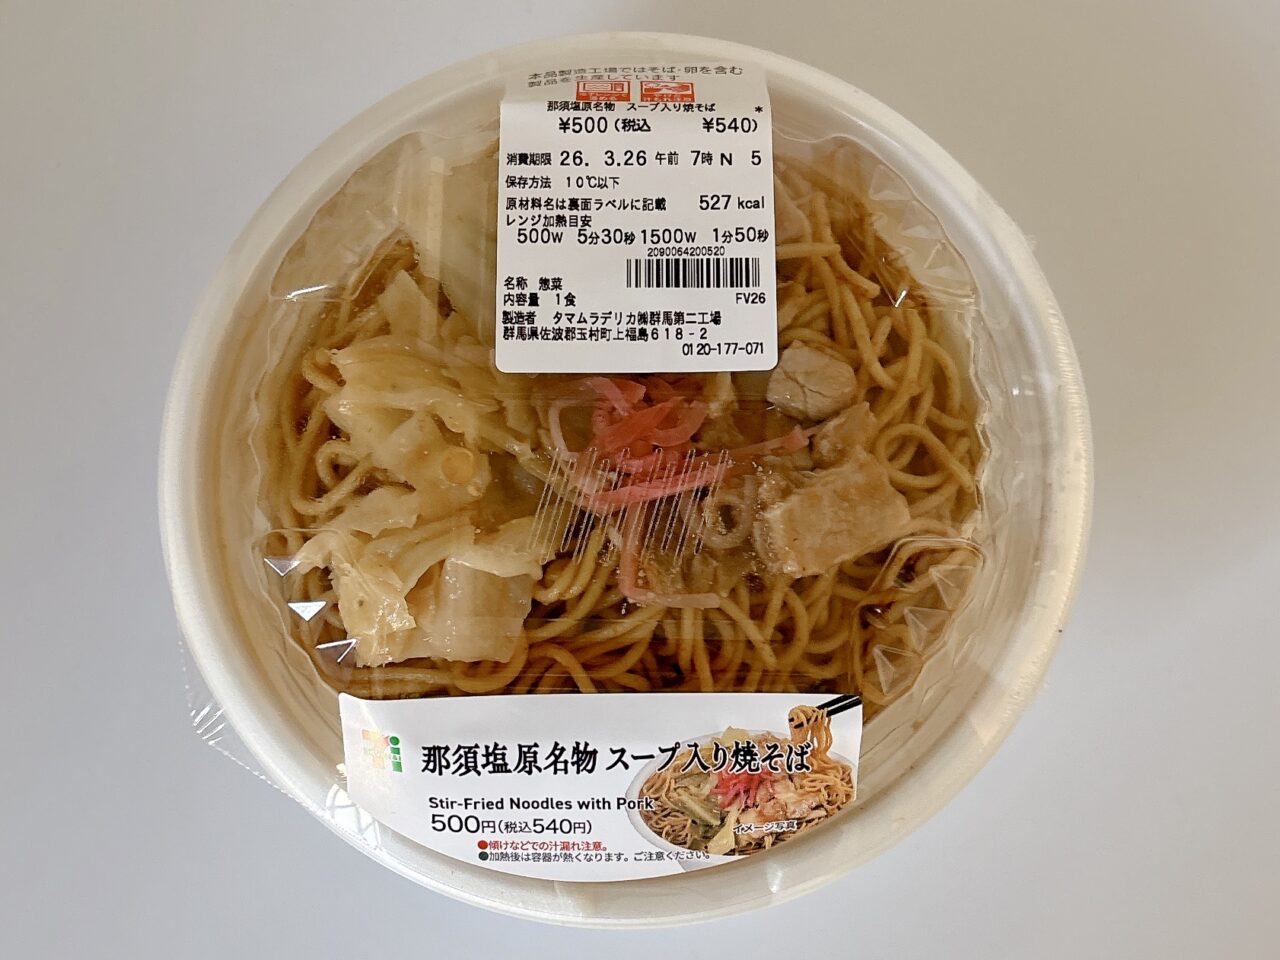 本品製造工場ではそば・卵を含む
製品を生産しています
那須塩原名物 スープ入り焼そば *
¥500(税込 ¥540)
消費期限 26. 3.26 午前 7時 N 5
保存方法 10℃以下
原材料名は裏面ラベルに記載 527 kcal
レンジ加熱目安
500W 5分30秒 1500W 1分50秒
2090064200520
名称 惣菜
内容量 1食 FV26
製造者 タマムラデリカ㈱群馬第二工場
群馬県佐波郡玉村町上福島618-2
0120-177-071
那須塩原名物 スープ入り焼そば
Stir-Fried Noodles with Pork
500円(税込540円)
イメージ写真
●傾けなどでの汁漏れ注意。
●加熱後は容器が熱くなります。ご注意ください。